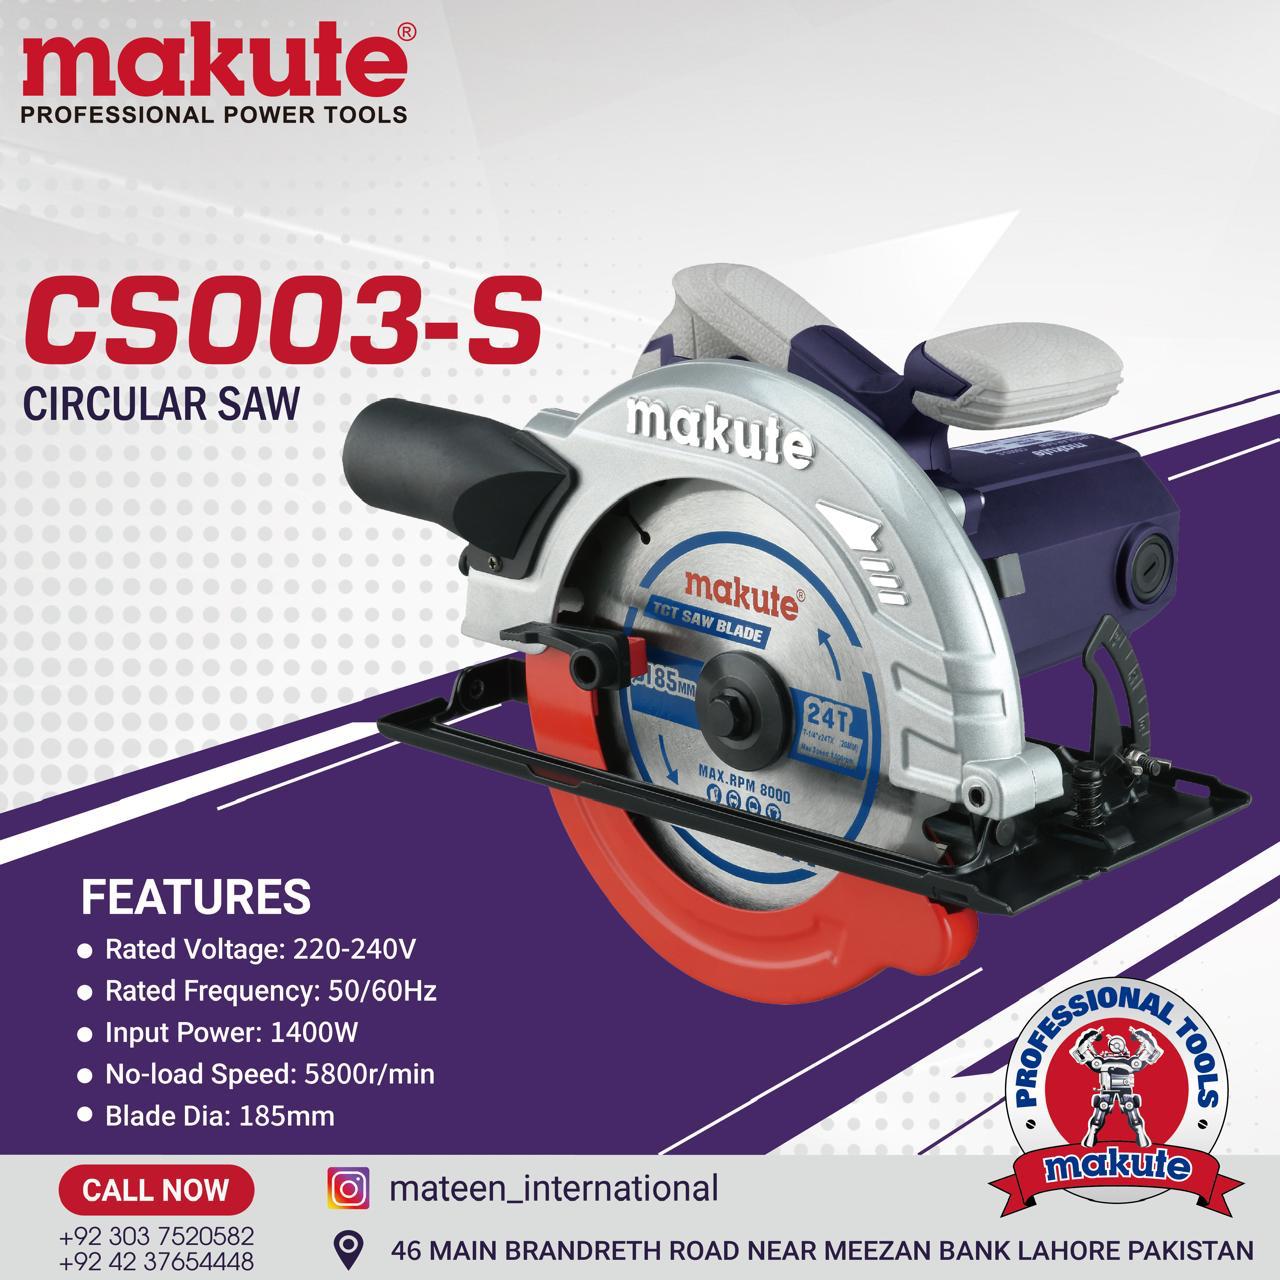 makute®
PROFESSIONAL POWER TOOLS
CS003-S
CIRCULAR SAW
makute
makute
makute®
TCT SAW BLADE
185MM
24T
MAX.RPM 8000
FEATURES
Rated Voltage: 220-240V
Rated Frequency: 50/60Hz
Input Power: 1400W
No-load Speed: 5800r/min
Blade Dia: 185mm
PROFESSIONAL TOOLS
makute
CALL NOW
+92 303 7520582
+92 42 37654448
mateen_international
46 MAIN BRANDRETH ROAD NEAR MEEZAN BANK LAHORE PAKISTAN